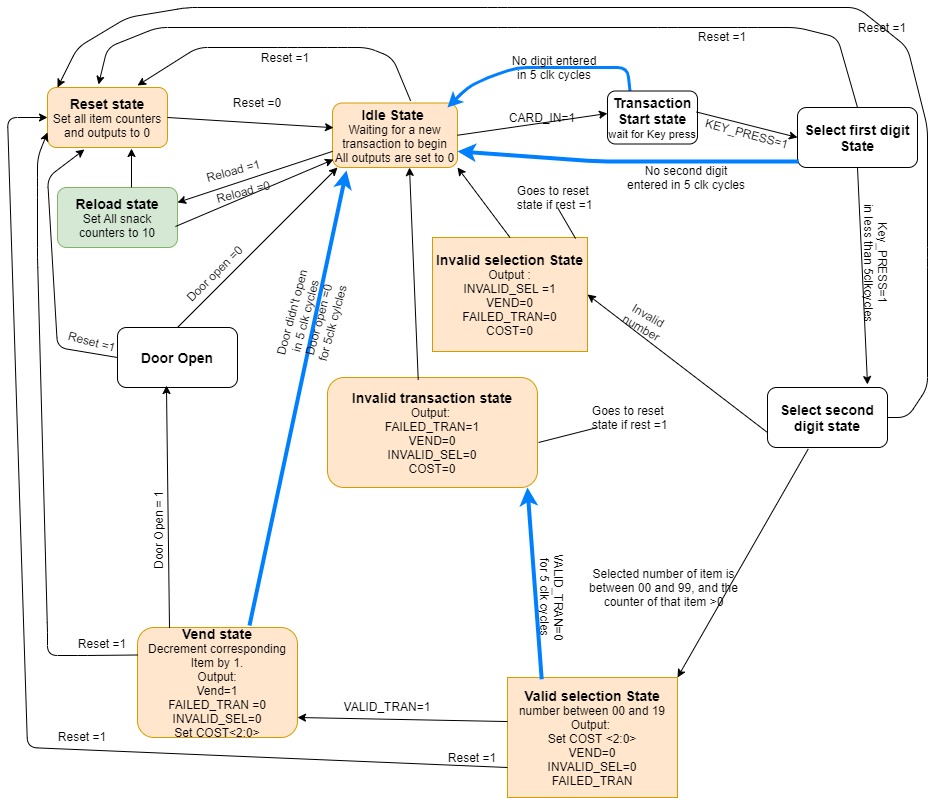 Reset =1
Reset =1
Reset =1
No digit entered
in 5 clk cycles
Reset state
Set all item counters
and outputs to 0
Reset =0
Idle State
Waiting for a new
transaction to begin
All outputs are set to 0
CARD_IN=1
Transaction
Start state
wait for Key press
KEY_PRESS=1
Select first digit
State
No second digit
entered in 5 clk cycles
Reload =1
Reload =0
Reload state
Set All snack
counters to 10
Goes to reset
state if rest =1
Key_PRESS=1
in less than 5clkcycles
Invalid selection State
Output :
INVALID_SEL =1
VEND=0
FAILED_TRAN=0
COST=0
Door open =0
Door didn't open
in 5 clk cycles
Door open =0
for 5clk cylcles
Invalid
number
Reset =1
Door Open
Invalid transaction state
Output:
FAILED_TRAN=1
VEND=0
INVALID_SEL=0
COST=0
Goes to reset
state if rest =1
Select second
digit state
Door Open = 1
VALID_TRAN=0
for 5 clk cycles
Selected number of item is
between 00 and 99, and the
counter of that item >0
Reset =1
Vend state
Decrement corresponding
Item by 1.
Output:
Vend=1
FAILED_TRAN =0
INVALID_SEL=0
Set COST<2:0>
VALID_TRAN=1
Valid selection State
number between 00 and 19
Output:
Set COST <2:0>
VEND=0
INVALID_SEL=0
FAILED_TRAN
Reset =1
Reset =1